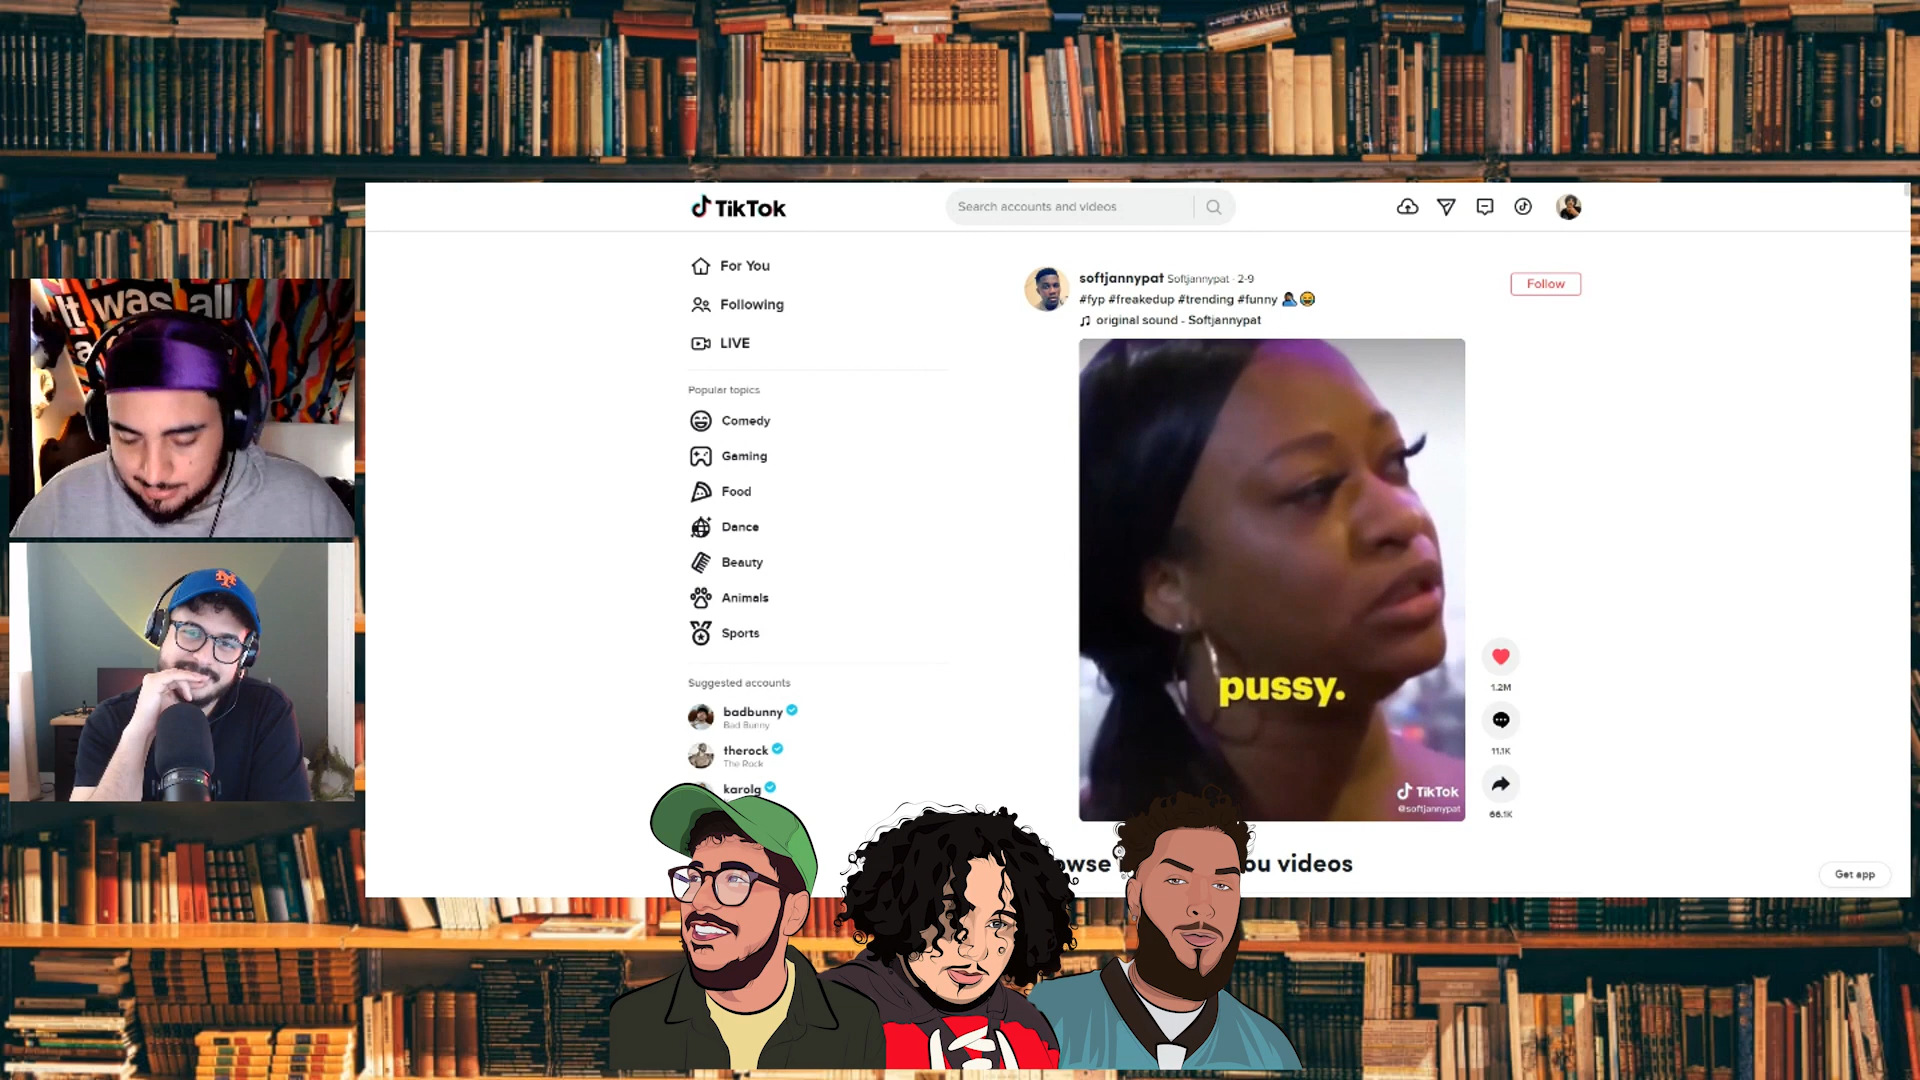 It was all
TikTok
Search accounts and videos
For You
Following
LIVE
Popular topics
Comedy
Gaming
Food
Dance
Beauty
Animals
Sports
Suggested accounts
badbunny
Bad Bunny
therock
The Rock
karolg
softjannypat Softjannypat · 2-9
#fyp #freakedup #trending #funny 🤦🏾‍♂️😂
original sound - Softjannypat
Follow
pussy.
TikTok
@softjannypat
1.2M
11.1K
66.1K
ou videos
Get app
SCARLETT